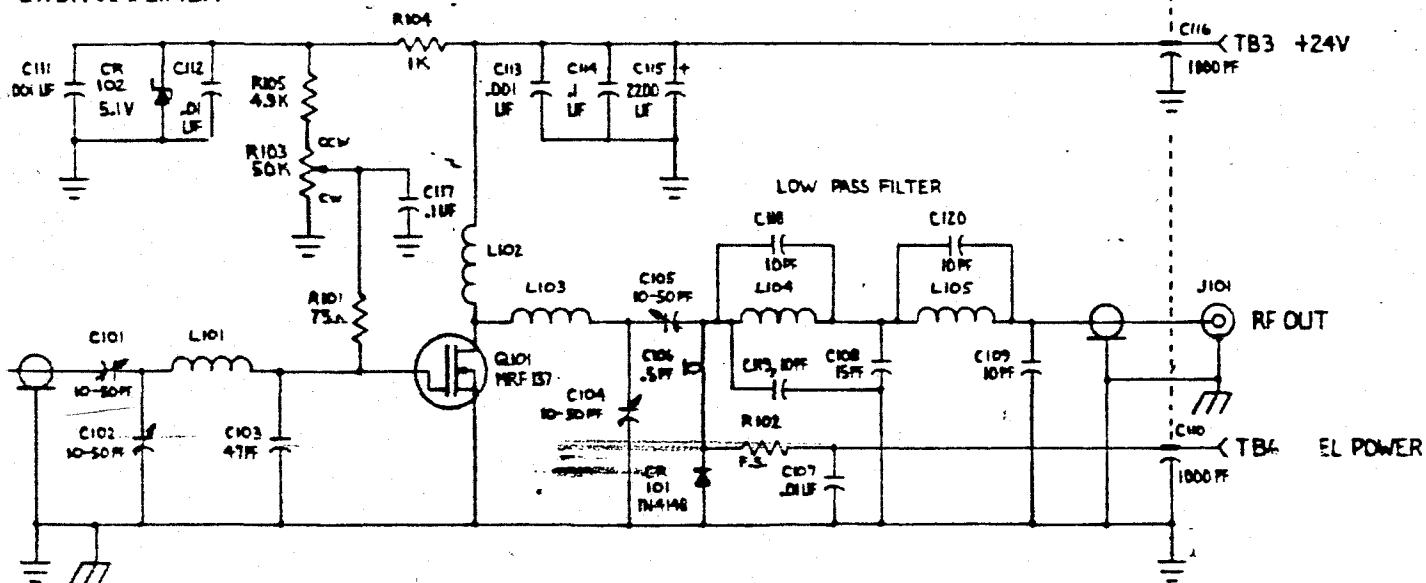 R104
1K
C116
TB3 +24V
1000 PF
C111
.001 UF
CR
102
5.1V
C112
.01
UF
R105
4.3K
C113
.001
UF
C114
.1
UF
C115
+
2200
UF
R103
50K
CCW
CW
C117
.1UF
L102
LOW PASS FILTER
C118
10PF
L104
C120
10PF
L105
J101
RF OUT
R101
75Ω
L103
C105
10-50PF
C101
10-50PF
L101
Q101
MRF 137
C106
.5PF
C119, 10PF
C108
15PF
C109
10PF
C104
10-50PF
C102
10-50PF
C103
47PF
R102
F.S.
C110
TB4 EL POWER
1000 PF
CR
101
1N4148
C107
.01UF